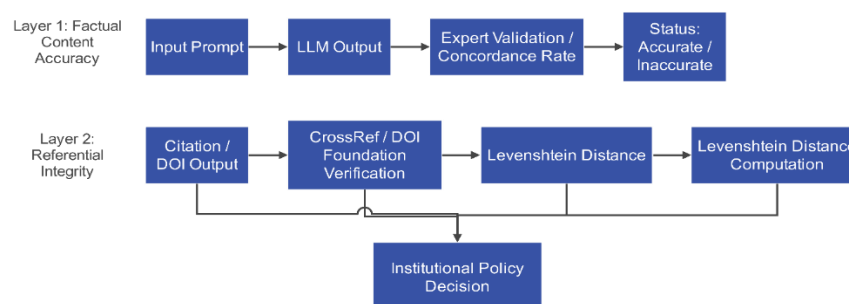 Layer 1: Factual
Content
Accuracy
Input Prompt
LLM Output
Expert Validation /
Concordance Rate
Status:
Accurate /
Inaccurate
Layer 2:
Referential
Integrity
Citation /
DOI Output
CrossRef / DOI
Foundation
Verification
Levenshtein Distance
Levenshtein Distance
Computation
Institutional Policy
Decision